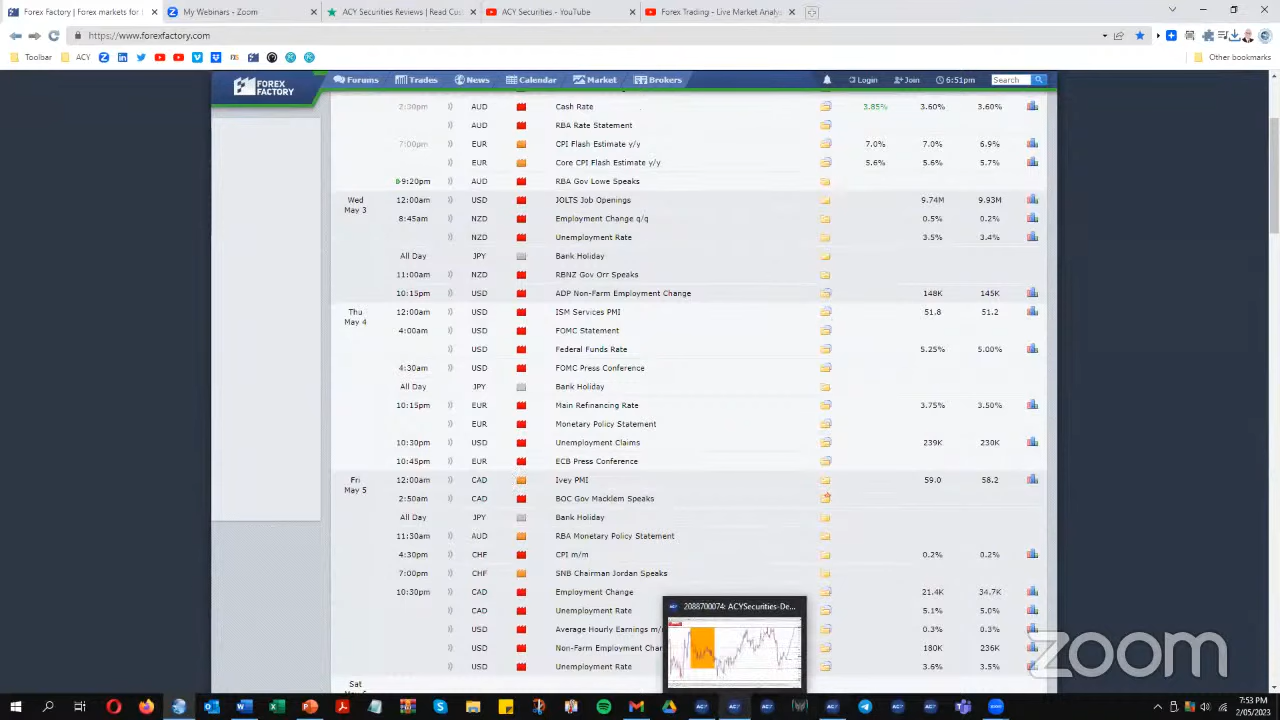 Forex Factory | Forex markets for
My Webinars - Zoom
ACY Securities Reviews | Read Cus
ACY Securities - YouTube
Forex Trading - Live Market Analys
https://www.forexfactory.com
Toolbar ACY Other bookmarks
FOREX FACTORY Forums Trades News Calendar Market Brokers Login Join 6:51pm Search
2:30pm AUD Cash Rate 3.85% 3.60% 3.60%
AUD RBA Rate Statement
7:00pm EUR CPI Flash Estimate y/y 7.0% 7.0% 6.9%
EUR Core CPI Flash Estimate y/y 5.6% 5.6% 5.7%
9:20pm AUD RBA Gov Lowe Speaks
Wed May 3 12:00am USD JOLTS Job Openings 9.74M 9.93M
8:45am NZD Employment Change q/q 0.5% 0.2%
NZD Unemployment Rate 3.5% 3.4%
All Day JPY Bank Holiday
11:00am NZD RBNZ Gov Orr Speaks
10:15pm USD ADP Non-Farm Employment Change 148K 145K
Thu May 4 12:00am USD ISM Services PMI 51.8 51.2
4:00am USD FOMC Statement
USD Federal Funds Rate 5.25% 5.00%
4:30am USD FOMC Press Conference
All Day JPY Bank Holiday
10:15pm EUR Main Refinancing Rate 3.75% 3.50%
EUR Monetary Policy Statement
10:30pm USD Unemployment Claims 239K 230K
10:45pm EUR ECB Press Conference
Fri May 5 12:00am CAD Ivey PMI 59.0 58.2
2:50am CAD BOC Gov Macklem Speaks
All Day JPY Bank Holiday
11:30am AUD RBA Monetary Policy Statement
4:30pm CHF CPI m/m 0.2% 0.2%
7:00pm CHF SNB Chairman Jordan Speaks
10:30pm CAD Employment Change 21.4K 34.7K
CAD Unemployment Rate 5.1% 5.0%
USD Average Hourly Earnings m/ 0.3% 0.3%
USD Non-Farm Employment Cha 180K 236K
USD Unemployment Rate 3.6% 3.5%
2088700074: ACYSecurities-De...
zoom
7:53 PM
2/05/2023